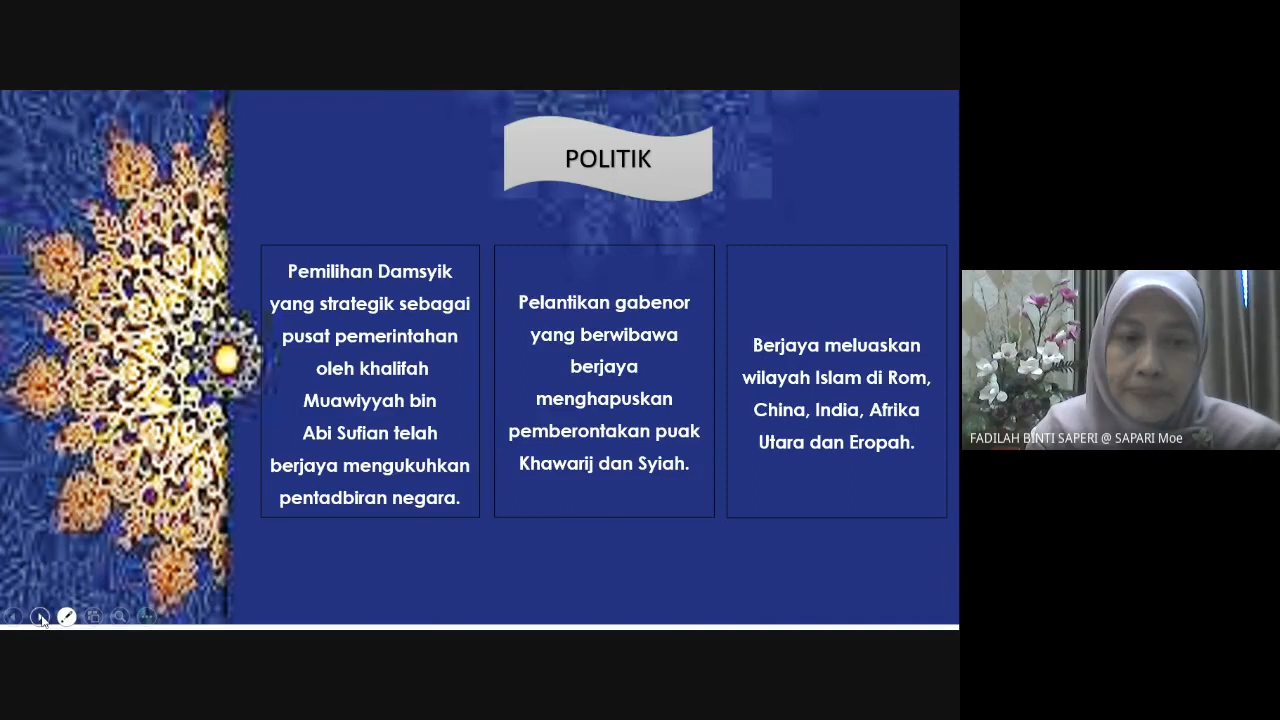 POLITIK
Pemilihan Damsyik
yang strategik sebagai
pusat pemerintahan
oleh khalifah
Muawiyyah bin
Abi Sufian telah
berjaya mengukuhkan
pentadbiran negara.
Pelantikan gabenor
yang berwibawa
berjaya
menghapuskan
pemberontakan puak
Khawarij dan Syiah.
Berjaya meluaskan
wilayah Islam di Rom,
China, India, Afrika
Utara dan Eropah.
FADILAH BINTI SAPERI @ SAPARI Moe